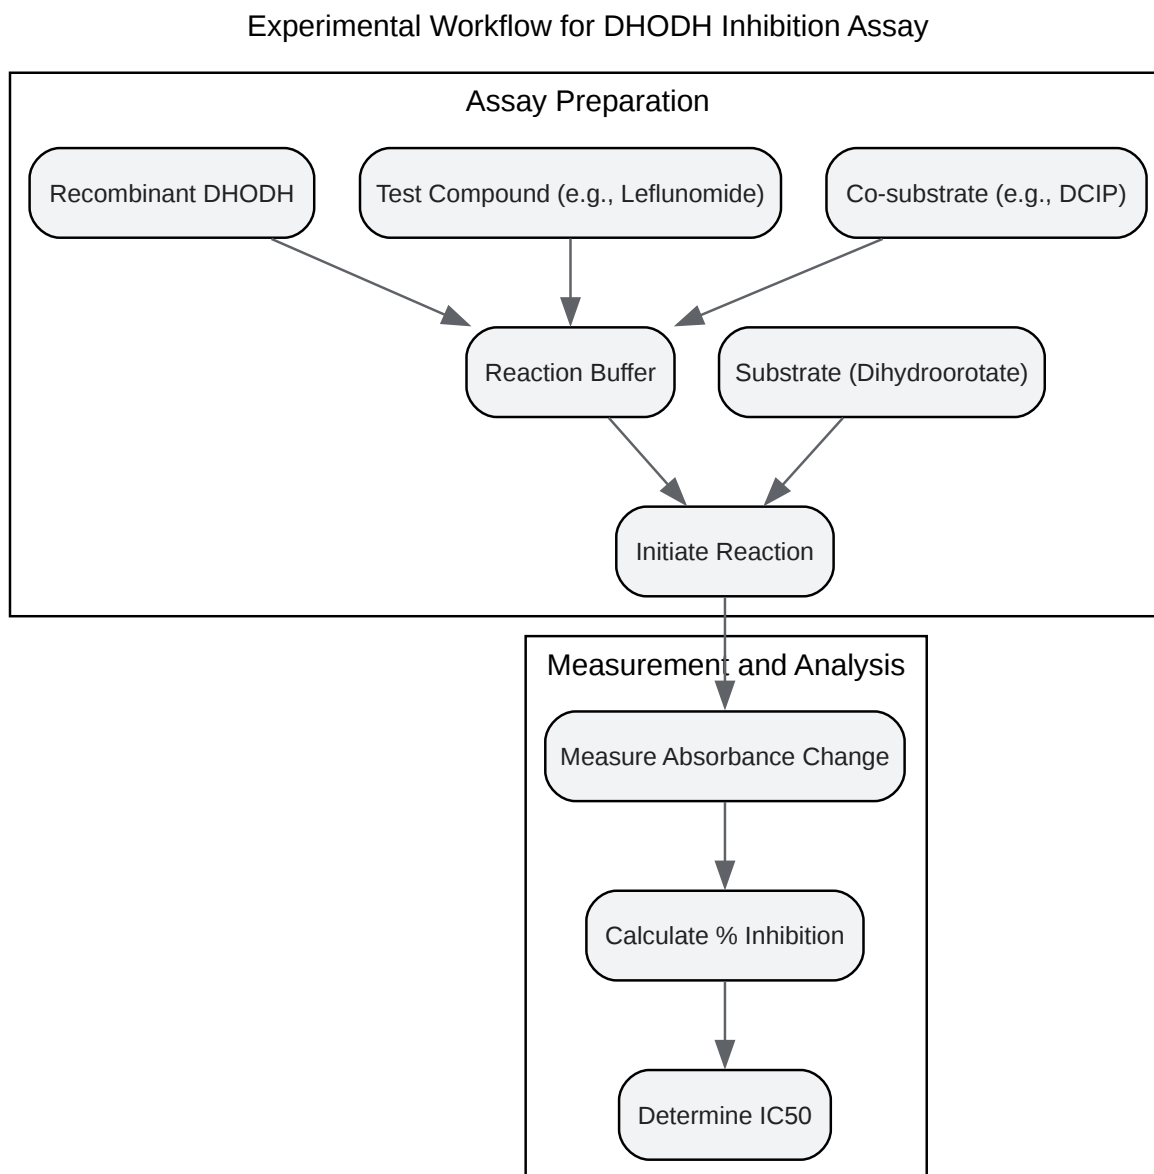 Experimental Workflow for DHODH Inhibition Assay
Assay Preparation
Recombinant DHODH
Test Compound (e.g., Leflunomide)
Co-substrate (e.g., DCIP)
Reaction Buffer
Substrate (Dihydroorotate)
Initiate Reaction
Measurement and Analysis
Measure Absorbance Change
Calculate % Inhibition
Determine IC50